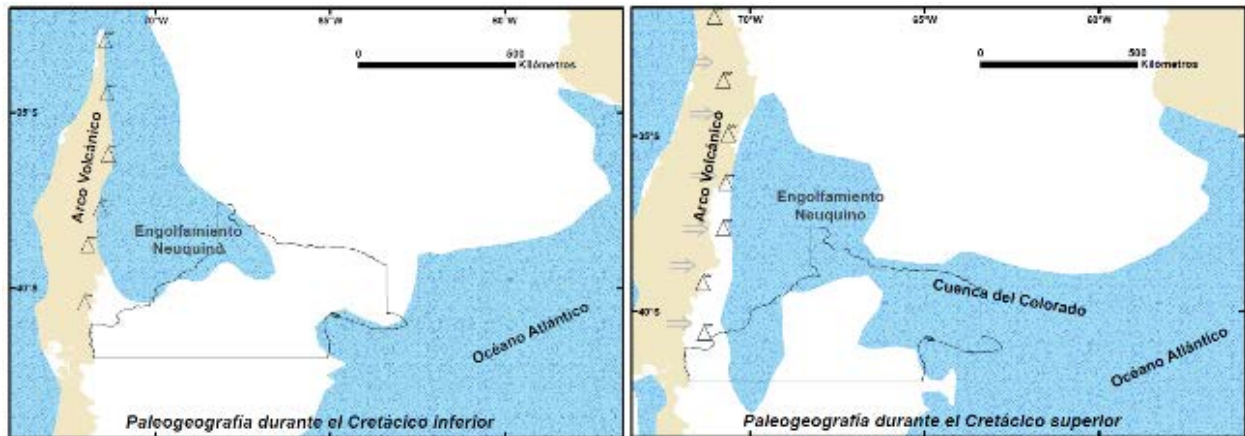 70°W 65°W 60°W
0 500
Kilómetros
35°S
Arco Volcánico
Engolfamiento
Neuquino
40°S
Océano Atlántico
Paleogeografía durante el Cretácico inferior
70°W 65°W 60°W
0 500
Kilómetros
35°S
Arco Volcánico
Engolfamiento
Neuquino
Cuenca del Colorado
40°S
Océano Atlántico
Paleogeografía durante el Cretácico superior